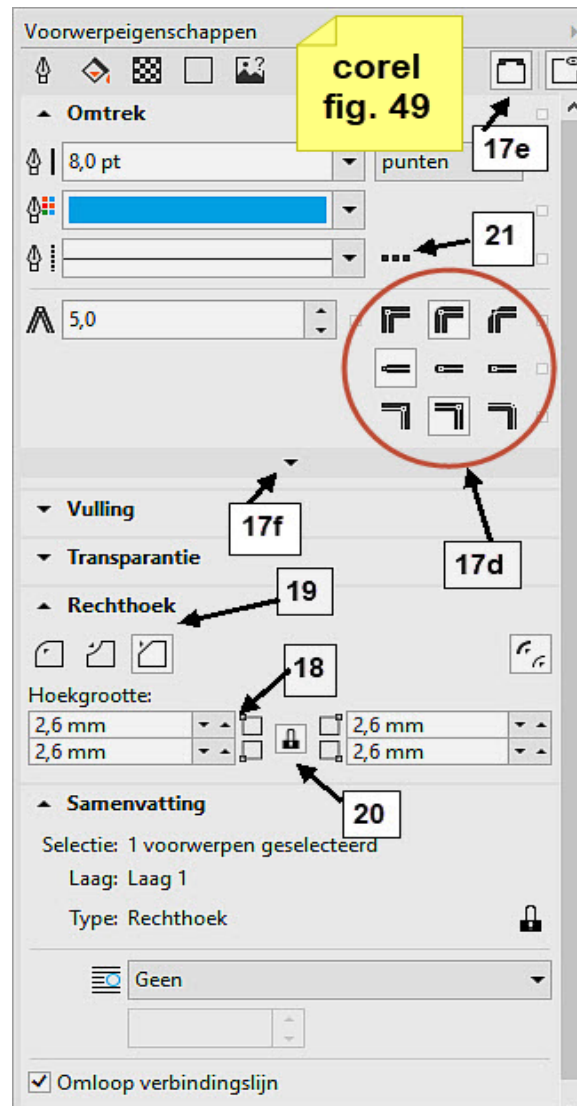 Voorwerpeigenschappen
corel
fig. 49
17e
Omtrek
8,0 pt
punten
21
5,0
17f
17d
Vulling
Transparantie
19
Rechthoek
18
Hoekgrootte:
2,6 mm 2,6 mm
2,6 mm 2,6 mm
20
Samenvatting
Selectie: 1 voorwerpen geselecteerd
Laag: Laag 1
Type: Rechthoek
Geen
Omloop verbindingslijn